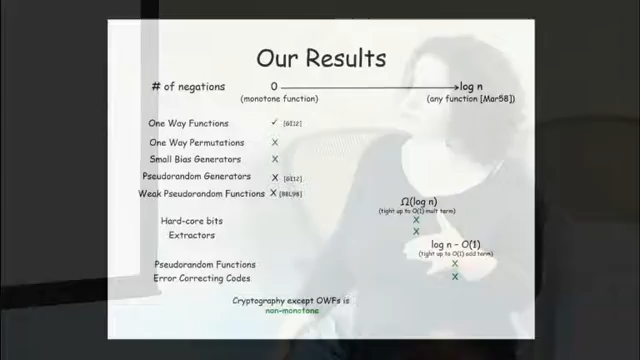 Our Results
# of negations 0 log n
(monotone function) (any function [Mar58])
One Way Functions ✓ [GI12]
One Way Permutations X
Small Bias Generators X
Pseudorandom Generators X [GI12]
Weak Pseudorandom Functions X [BBL98]
Ω(log n)
(tight up to O(1) mult term)
Hard-core bits X
Extractors X
log n - O(1)
(tight up to O(1) add term)
Pseudorandom Functions X
Error Correcting Codes X
Cryptography except OWFs is
non-monotone